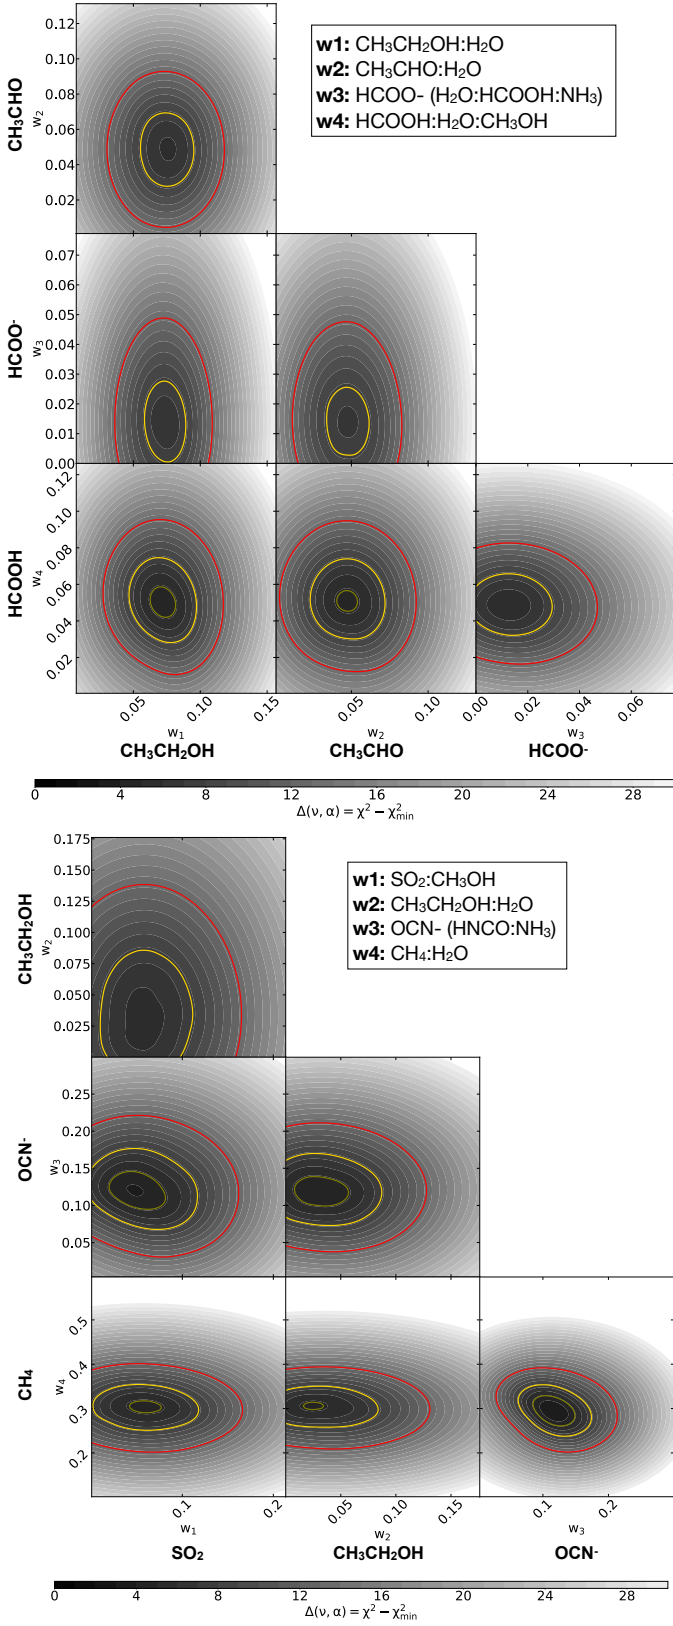 w1: CH₃CH₂OH:H₂O
w2: CH₃CHO:H₂O
w3: HCOO- (H₂O:HCOOH:NH₃)
w4: HCOOH:H₂O:CH₃OH
CH₃CHO
w₂
0.12
0.10
0.08
0.06
0.04
0.02
HCOO⁻
w₃
0.07
0.06
0.05
0.04
0.03
0.02
0.01
0.00
HCOOH
w₄
0.12
0.10
0.08
0.06
0.04
0.02
0.05 0.10 0.15 0.05 0.10 0.00 0.02 0.04 0.06
w₁ w₂ w₃
CH₃CH₂OH CH₃CHO HCOO⁻
0 4 8 12 16 20 24 28
Δ(ν, α) = χ² − χ²min
w1: SO₂:CH₃OH
w2: CH₃CH₂OH:H₂O
w3: OCN- (HNCO:NH₃)
w4: CH₄:H₂O
CH₃CH₂OH
w₂
0.175
0.150
0.125
0.100
0.075
0.050
0.025
OCN⁻
w₃
0.25
0.20
0.15
0.10
0.05
CH₄
w₄
0.5
0.4
0.3
0.2
0.1 0.2 0.05 0.10 0.15 0.1 0.2
w₁ w₂ w₃
SO₂ CH₃CH₂OH OCN⁻
0 4 8 12 16 20 24 28
Δ(ν, α) = χ² − χ²min